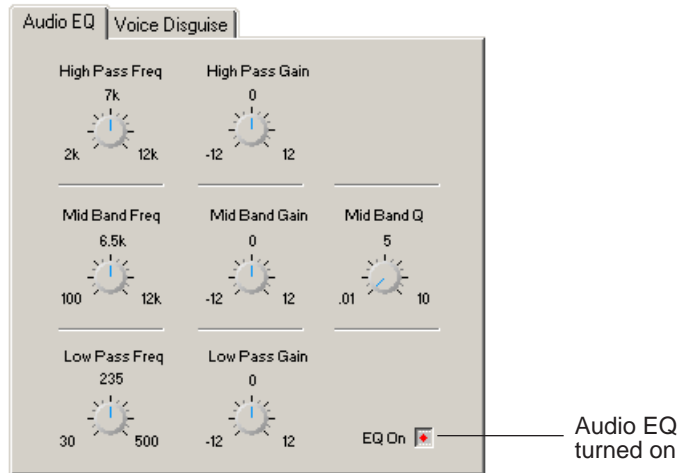 Audio EQ Voice Disguise
High Pass Freq High Pass Gain
7k 0
2k 12k -12 12
Mid Band Freq Mid Band Gain Mid Band Q
6.5k 0 5
100 12k -12 12 .01 10
Low Pass Freq Low Pass Gain
235 0
30 500 -12 12
EQ On
Audio EQ
turned on